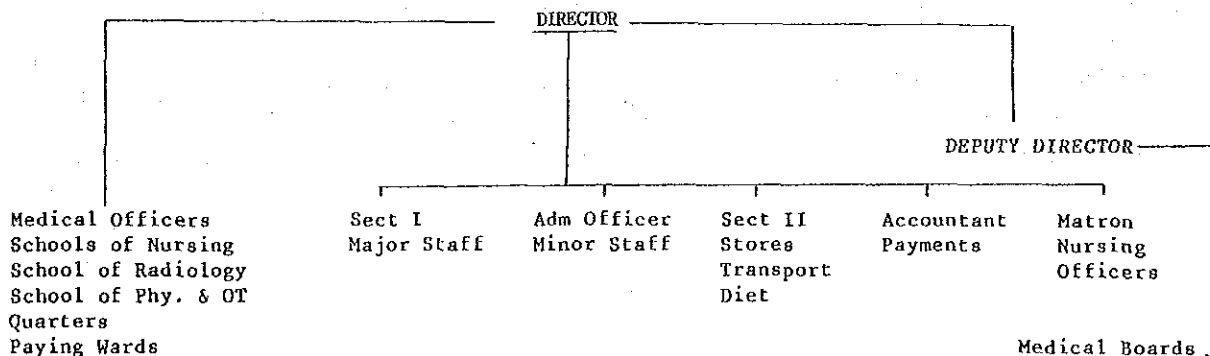 DIRECTOR
DEPUTY DIRECTOR
Medical Officers
Schools of Nursing
School of Radiology
School of Phy. & OT
Quarters
Paying Wards
Sect I
Major Staff
Adm Officer
Minor Staff
Sect II
Stores
Transport
Diet
Accountant
Payments
Matron
Nursing
Officers
Medical Boards